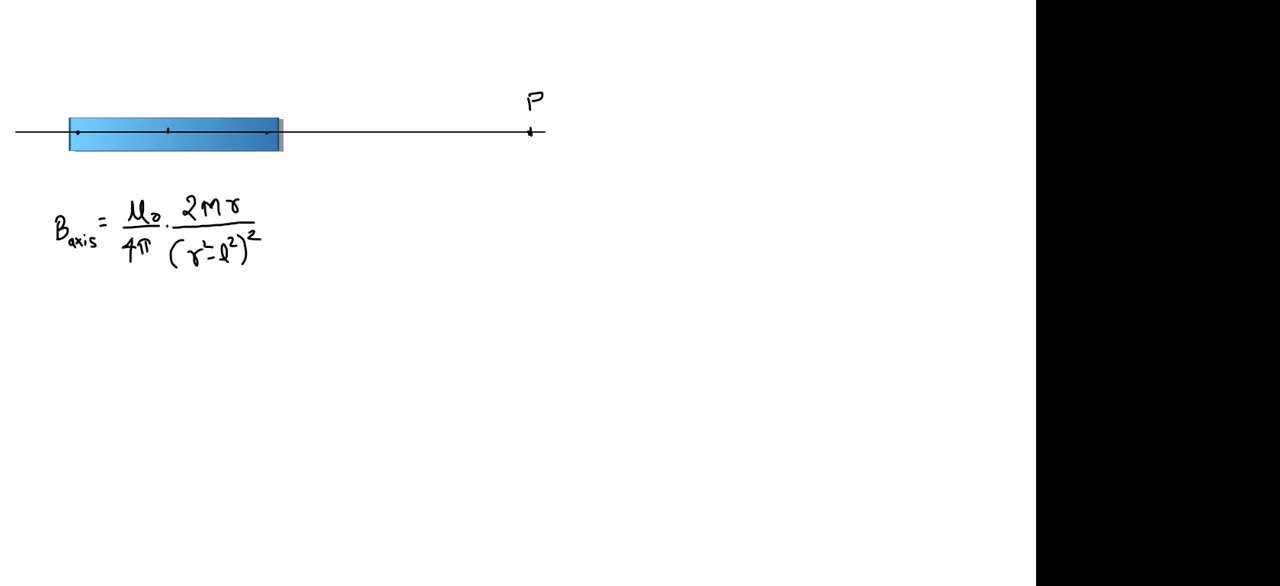 P
B_axis = μ₀/4π · 2Mr/(r²-l²)²